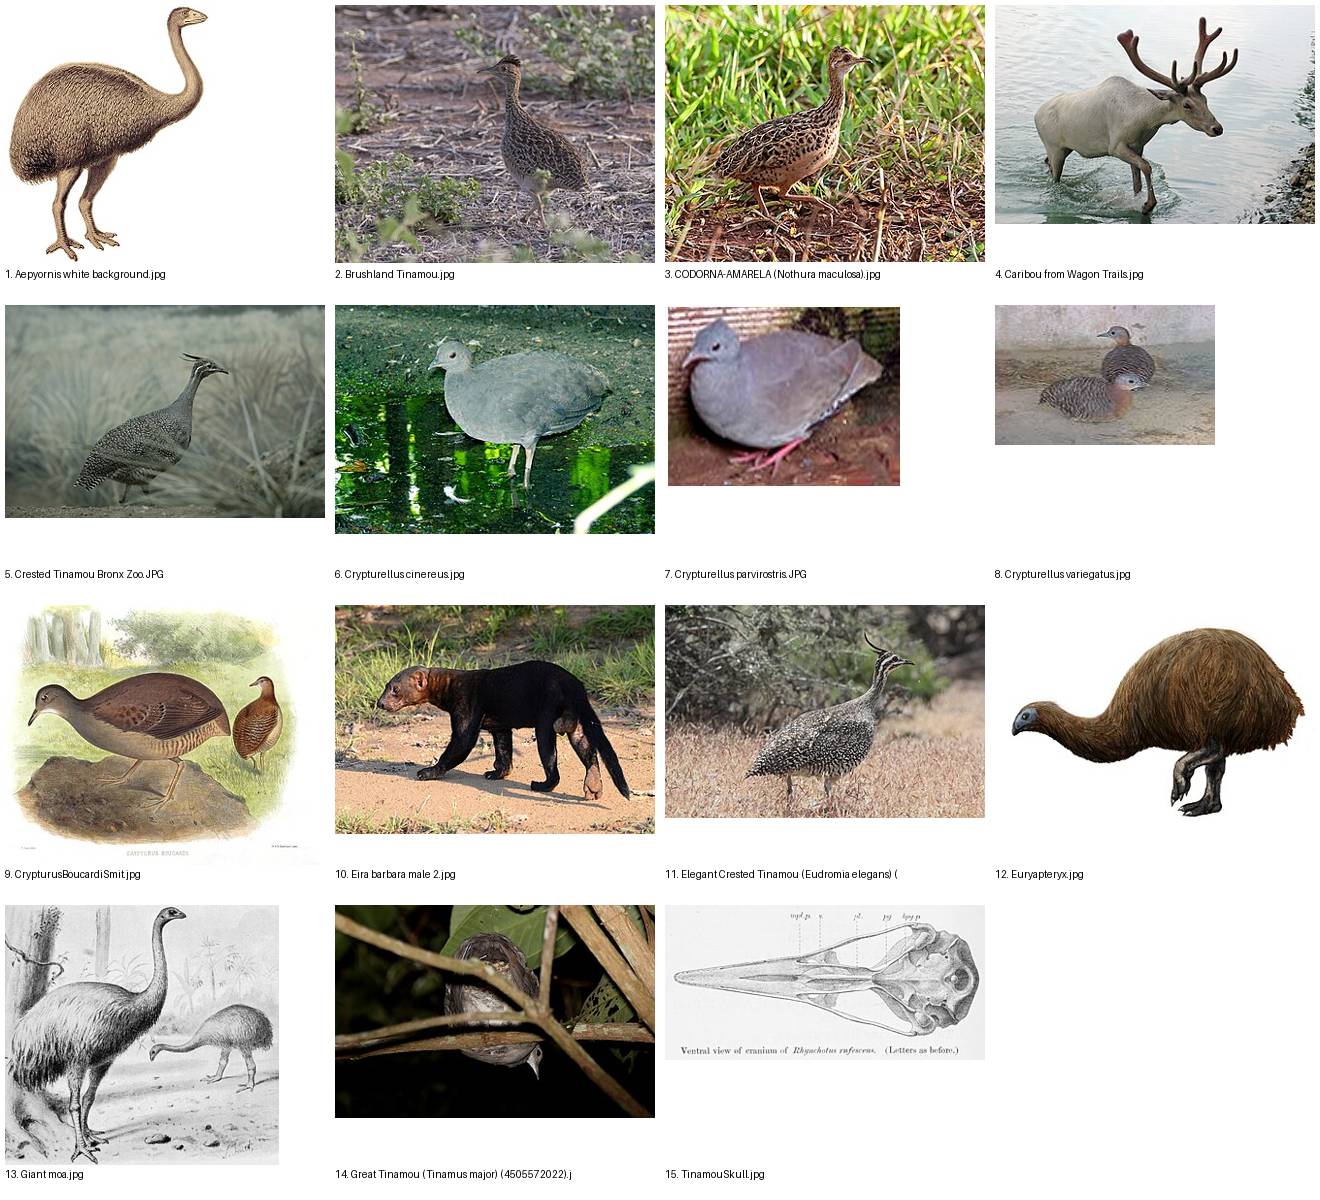 1. Aepyornis white background.jpg
2. Brushland Tinamou.jpg
3. CODORNA-AMARELA (Nothura maculosa).jpg
4. Caribou from Wagon Trails.jpg
5. Crested Tinamou Bronx Zoo.JPG
6. Crypturellus cinereus.jpg
7. Crypturellus parvirostris.JPG
8. Crypturellus variegatus.jpg
CRYPTURUS BOUCARDI
9. CrypturusBoucardiSmit.jpg
10. Eira barbara male 2.jpg
11. Elegant Crested Tinamou (Eudromia elegans) (
12. Euryapteryx.jpg
Ventral view of cranium of Rhynchotus rufescens. (Letters as before.)
13. Giant moa.jpg
14. Great Tinamou (Tinamus major) (4505572022).j
15. TinamouSkull.jpg